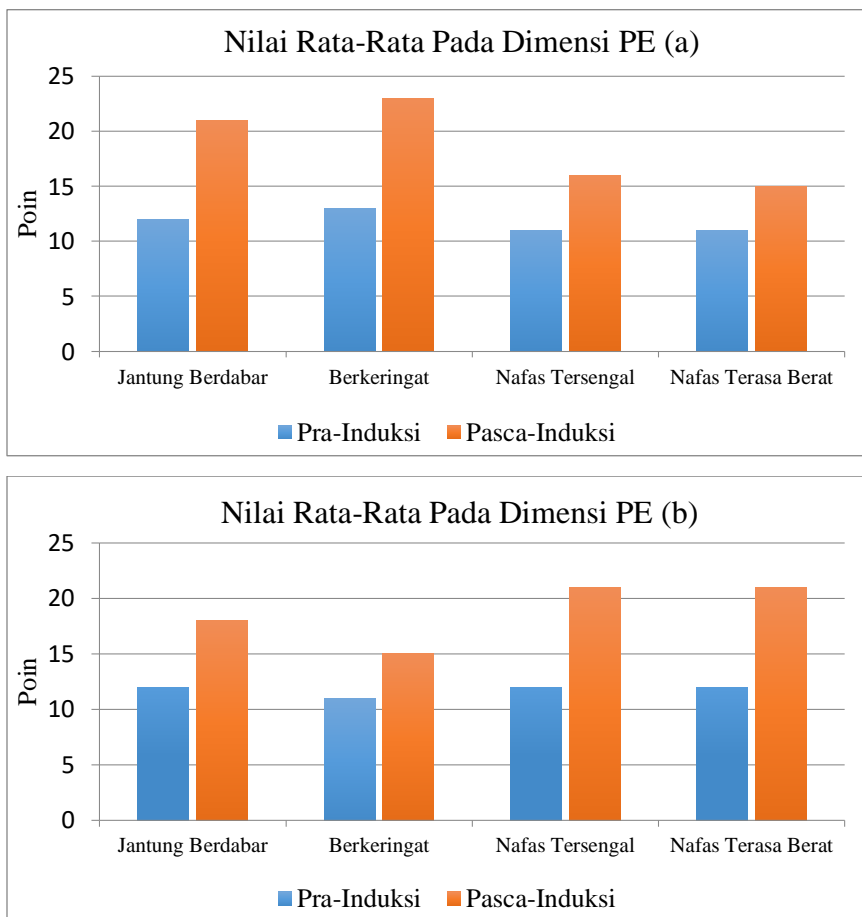 Nilai Rata-Rata Pada Dimensi PE (a)
25
20
15
10
5
0
Poin
Jantung Berdabar Berkeringat Nafas Tersengal Nafas Terasa Berat
Pra-Induksi Pasca-Induksi
Nilai Rata-Rata Pada Dimensi PE (b)
25
20
15
10
5
0
Poin
Jantung Berdabar Berkeringat Nafas Tersengal Nafas Terasa Berat
Pra-Induksi Pasca-Induksi